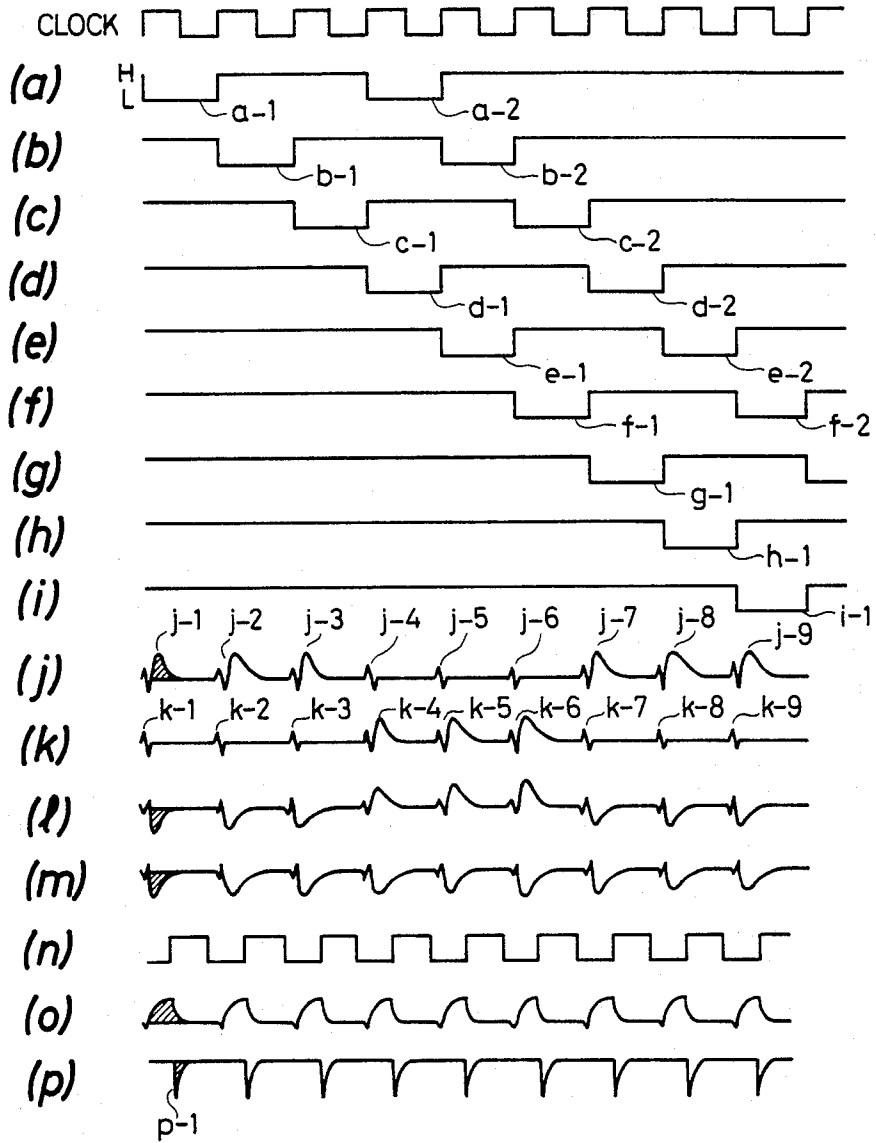 CLOCK
(a) H
L a-1 a-2
(b) b-1 b-2
(c) c-1 c-2
(d) d-1 d-2
(e) e-1 e-2
(f) f-1 f-2
(g) g-1
(h) h-1
(i) i-1
j-1 j-2 j-3 j-4 j-5 j-6 j-7 j-8 j-9
(j)
k-1 k-2 k-3 k-4 k-5 k-6 k-7 k-8 k-9
(k)
(ℓ)
(m)
(n)
(o)
(p)
p-1